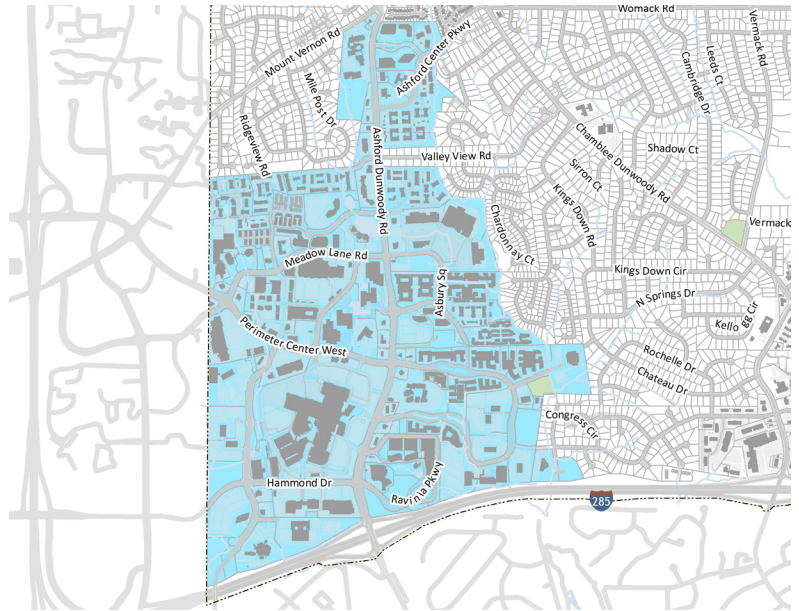 Womack Rd
Mount Vernon Rd
Ashford Center Pkwy
Vermack Rd
Leeds Ct
Cambridge Dr
Mile Post Dr
Ridgeview Rd
Ashford Dunwoody Rd
Valley View Rd
Chamblee Dunwoody Rd
Shadow Ct
Sirron Ct
Kings Down Rd
Chardonnay Ct
Vermack
Meadow Lane Rd
Asbury Sq
Kings Down Cir
N Springs Dr
Kello
gg Cir
Perimeter Center West
Rochelle Dr
Chateau Dr
Congress Cir
Hammond Dr
Ravinia Pkwy
285